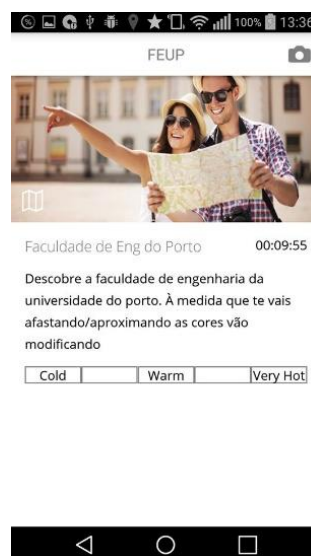 100% 13:36
FEUP
Faculdade de Eng do Porto 00:09:55
Descobre a faculdade de engenharia da
universidade do porto. À medida que te vais
afastando/aproximando as cores vão
modificando
Cold Warm Very Hot